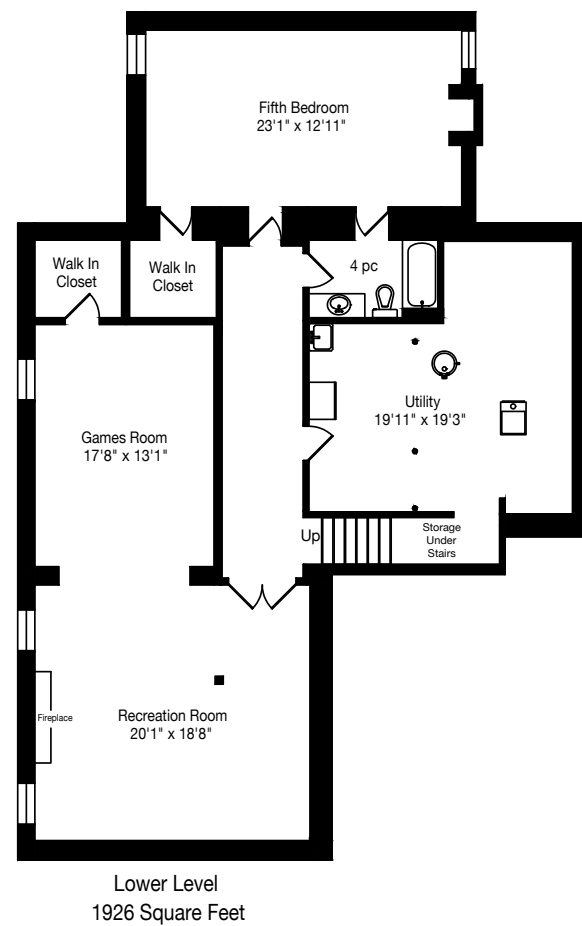 Fifth Bedroom
23'1" x 12'11"
Walk In
Closet
Walk In
Closet
4 pc
Games Room
17'8" x 13'1"
Utility
19'11" x 19'3"
Up
Storage
Under
Stairs
Fireplace
Recreation Room
20'1" x 18'8"
Lower Level
1926 Square Feet